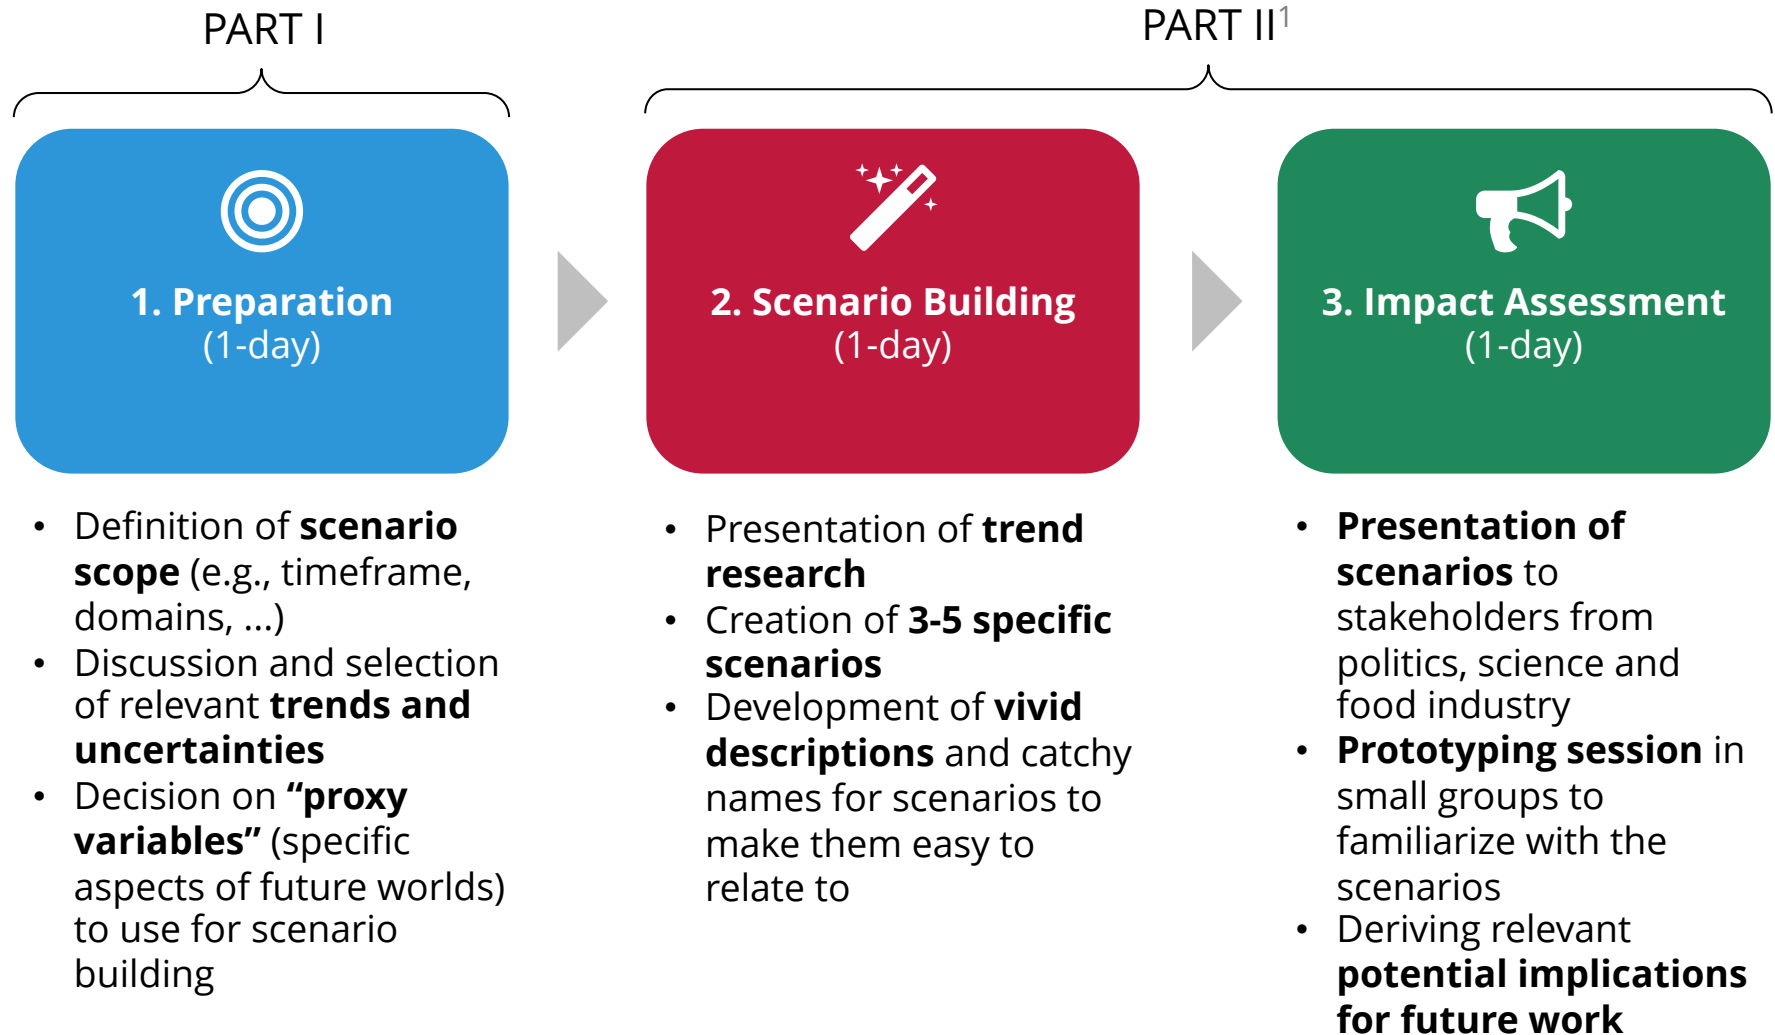 PART I
PART II¹
1. Preparation
(1-day)
2. Scenario Building
(1-day)
3. Impact Assessment
(1-day)
• Definition of scenario
scope (e.g., timeframe,
domains, ...)
• Discussion and selection
of relevant trends and
uncertainties
• Decision on “proxy
variables” (specific
aspects of future worlds)
to use for scenario
building
• Presentation of trend
research
• Creation of 3-5 specific
scenarios
• Development of vivid
descriptions and catchy
names for scenarios to
make them easy to
relate to
• Presentation of
scenarios to
stakeholders from
politics, science and
food industry
• Prototyping session in
small groups to
familiarize with the
scenarios
• Deriving relevant
potential implications
for future work